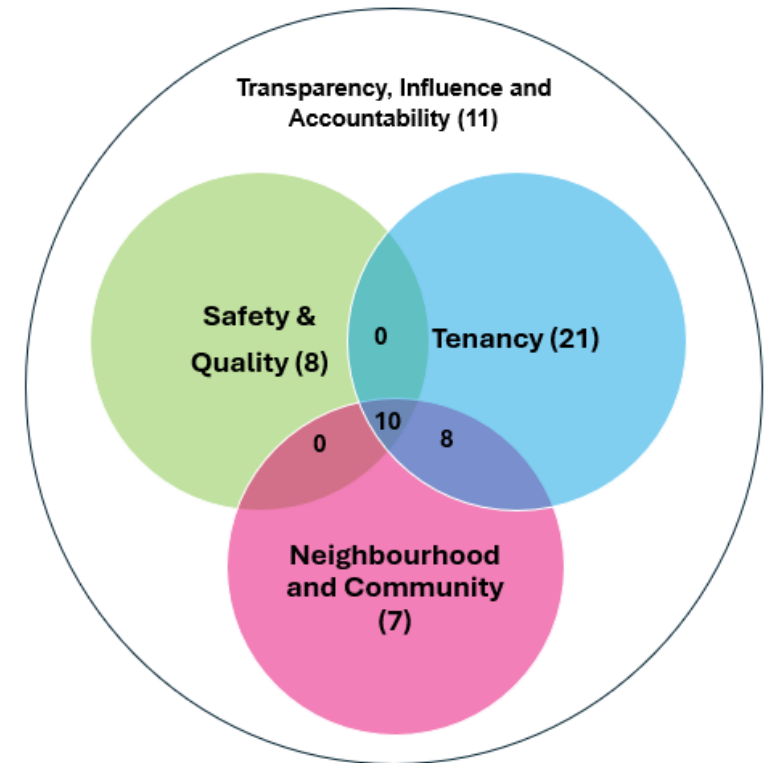 Transparency, Influence and
Accountability (11)
Safety &
Quality (8)
0
Tenancy (21)
10
0
8
Neighbourhood
and Community
(7)